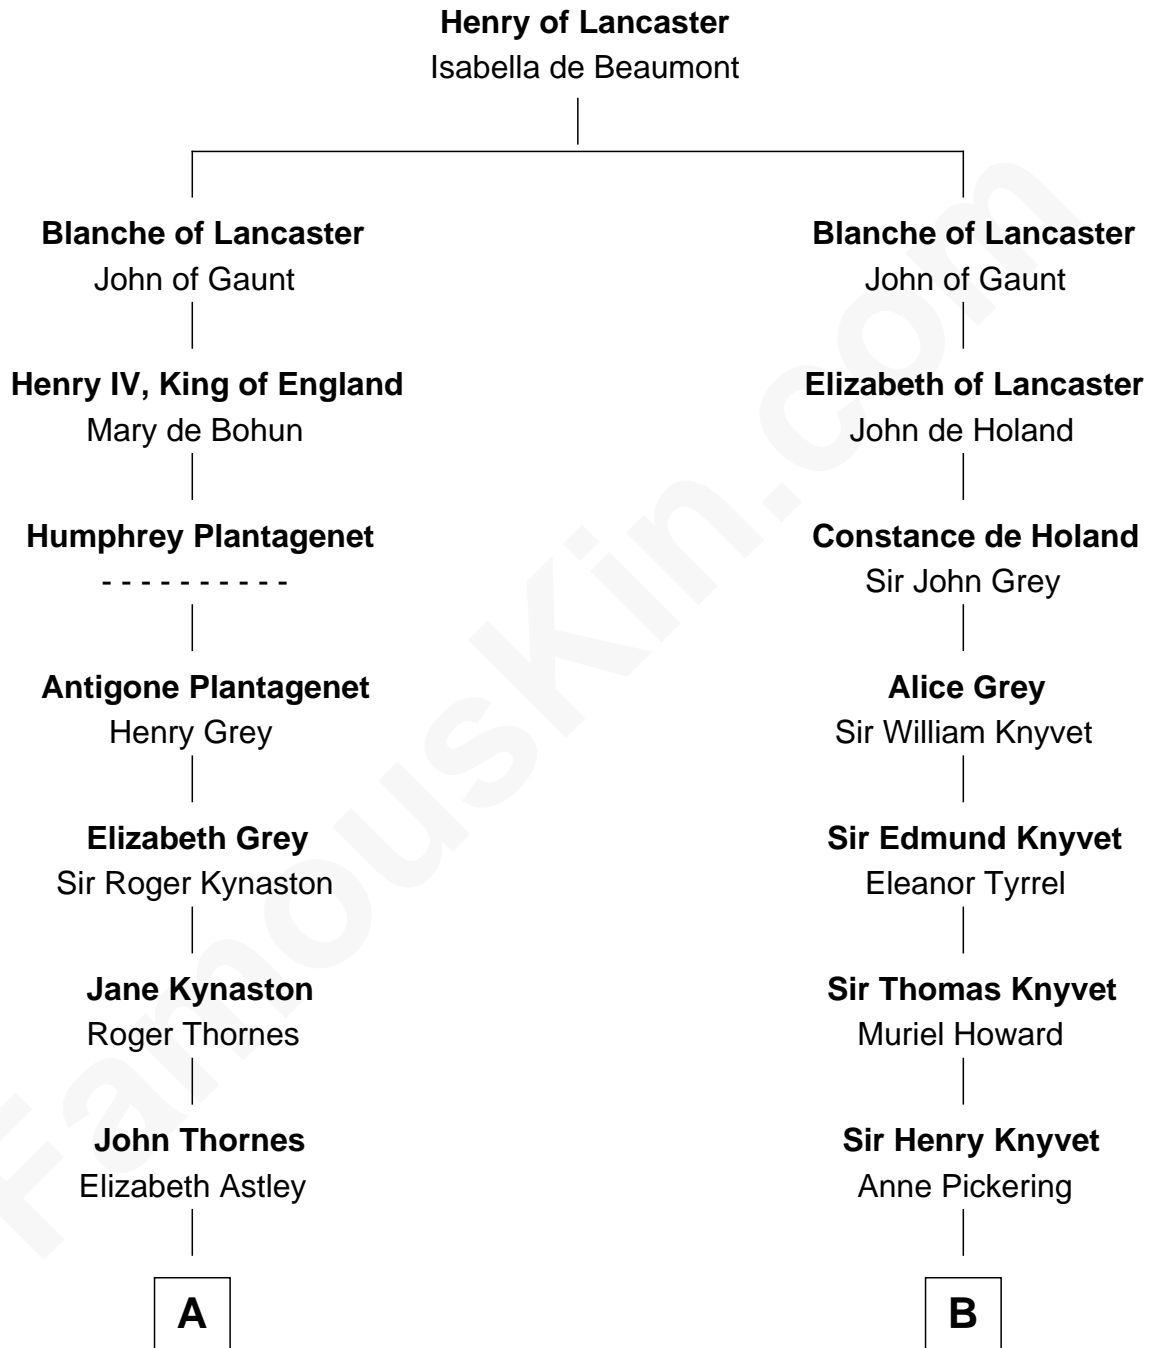 Henry of Lancaster
Isabella de Beaumont
Blanche of Lancaster
John of Gaunt
Blanche of Lancaster
John of Gaunt
Henry IV, King of England
Mary de Bohun
Elizabeth of Lancaster
John de Holand
Humphrey Plantagenet
- - - - - - - - - -
Constance de Holand
Sir John Grey
Antigone Plantagenet
Henry Grey
Alice Grey
Sir William Knyvet
Elizabeth Grey
Sir Roger Kynaston
Sir Edmund Knyvet
Eleanor Tyrrel
Jane Kynaston
Roger Thornes
Sir Thomas Knyvet
Muriel Howard
John Thornes
Elizabeth Astley
Sir Henry Knyvet
Anne Pickering
A
B
FamousKin.com